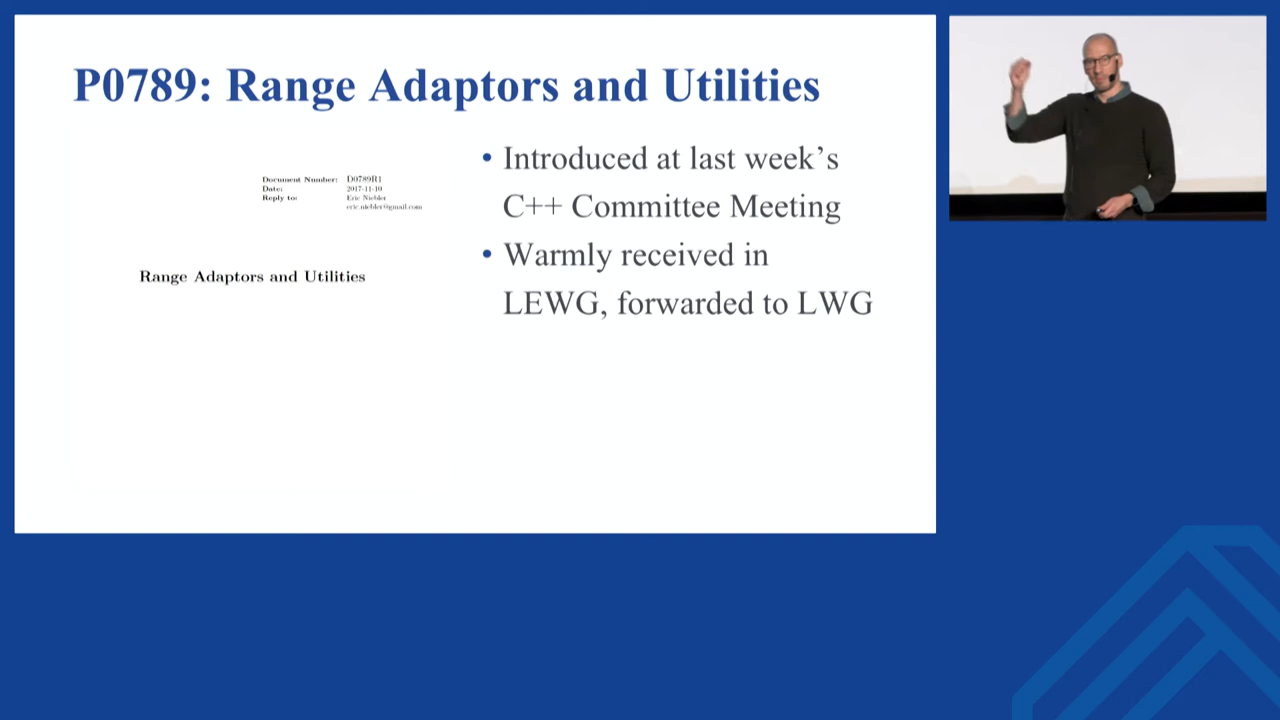 P0789: Range Adaptors and Utilities
Document Number: D0789R1
Date: 2017-11-10
Reply to: Eric Niebler
eric.niebler@gmail.com
Range Adaptors and Utilities
• Introduced at last week’s
C++ Committee Meeting
• Warmly received in
LEWG, forwarded to LWG